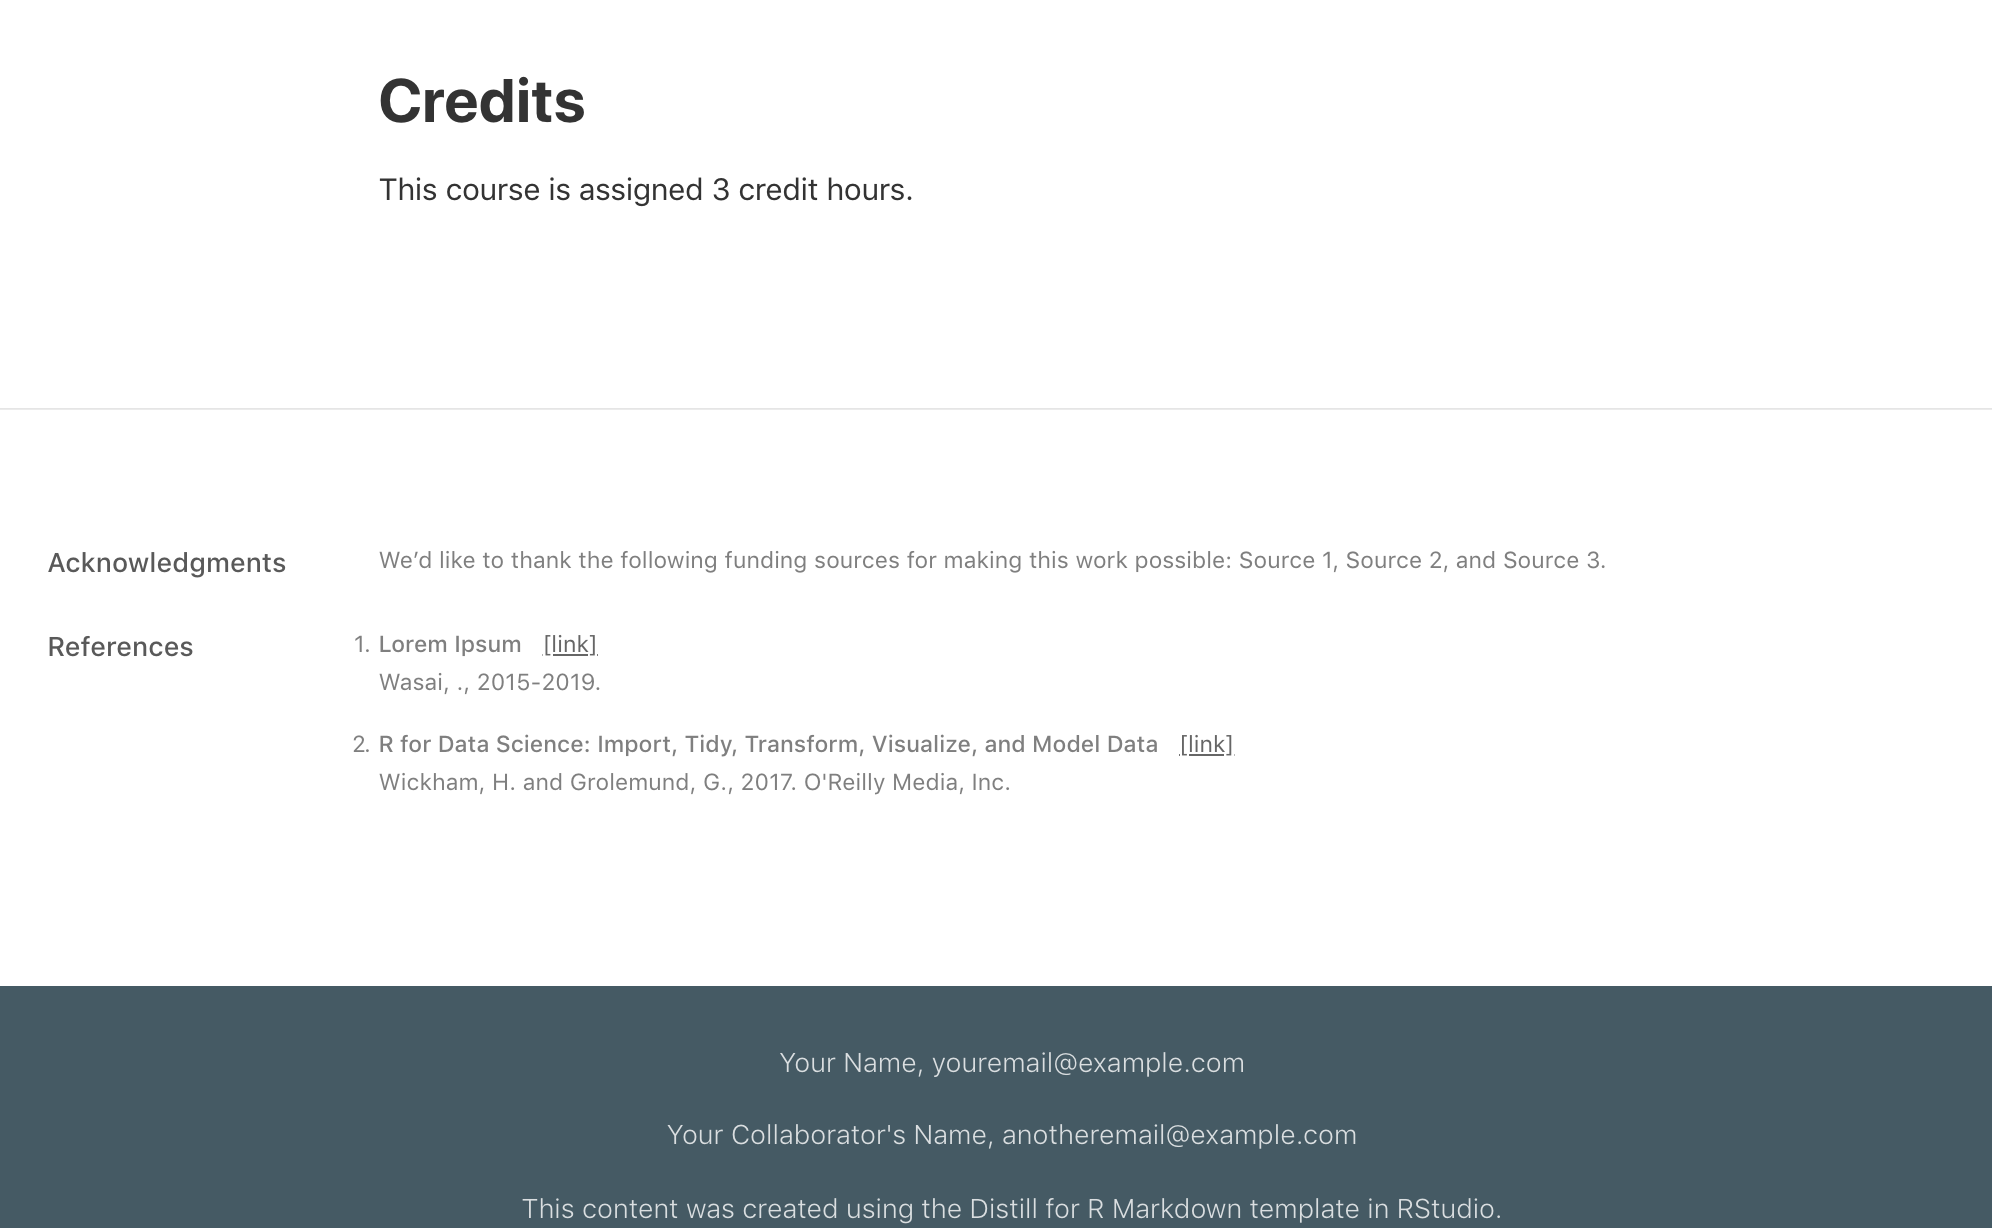 Credits
This course is assigned 3 credit hours.
Acknowledgments
We’d like to thank the following funding sources for making this work possible: Source 1, Source 2, and Source 3.
References
1. Lorem Ipsum [link]
Wasai, ., 2015-2019.
2. R for Data Science: Import, Tidy, Transform, Visualize, and Model Data [link]
Wickham, H. and Grolemund, G., 2017. O'Reilly Media, Inc.
Your Name, youremail@example.com
Your Collaborator's Name, anotheremail@example.com
This content was created using the Distill for R Markdown template in RStudio.